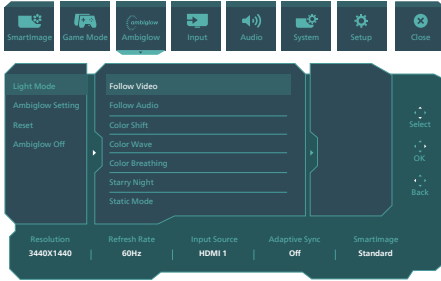 ambiglow
SmartImage Game Mode Ambiglow Input Audio System Setup Close
Light Mode Follow Video
Ambiglow Setting Follow Audio
Reset Color Shift Select
Ambiglow Off Color Wave OK
Color Breathing
Starry Night Back
Static Mode
Resolution Refresh Rate Input Source Adaptive Sync SmartImage
3440X1440 | 60Hz | HDMI 1 | Off | Standard